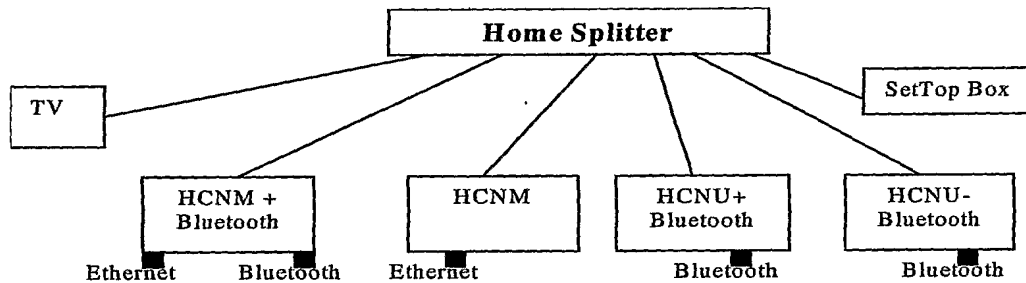 Home Splitter
TV
SetTop Box
HCNM +
Bluetooth
HCNM
HCNU+
Bluetooth
HCNU-
Bluetooth
Ethernet
Bluetooth
Ethernet
Bluetooth
Bluetooth